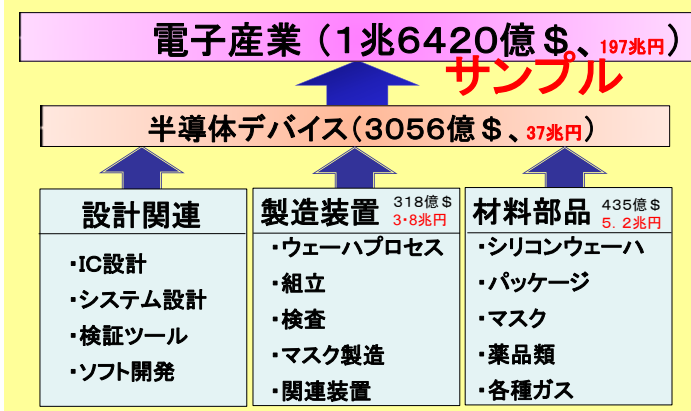 電子産業（１兆6420億＄、197兆円）
サンプル
半導体デバイス（3056億＄、37兆円）
設計関連
・IC設計
・システム設計
・検証ツール
・ソフト開発
製造装置 318億＄
3・8兆円
・ウェーハプロセス
・組立
・検査
・マスク製造
・関連装置
材料部品 435億＄
5．2兆円
・シリコンウェーハ
・パッケージ
・マスク
・薬品類
・各種ガス